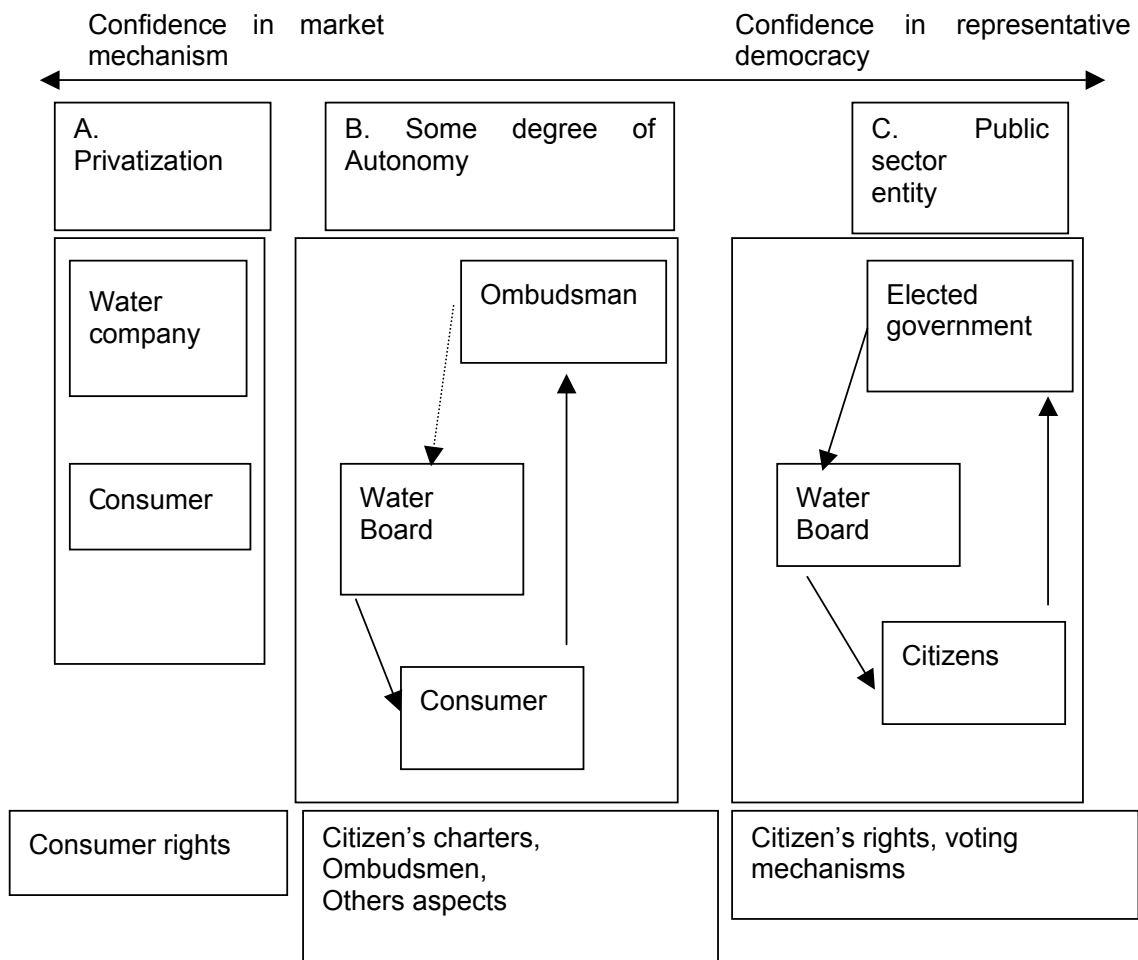 Confidence in market
mechanism
Confidence in representative
democracy
A.
Privatization
B. Some degree of
Autonomy
C. Public
sector
entity
Water
company
Consumer
Ombudsman
Water
Board
Consumer
Elected
government
Water
Board
Citizens
Consumer rights
Citizen’s charters,
Ombudsmen,
Others aspects
Citizen’s rights, voting
mechanisms